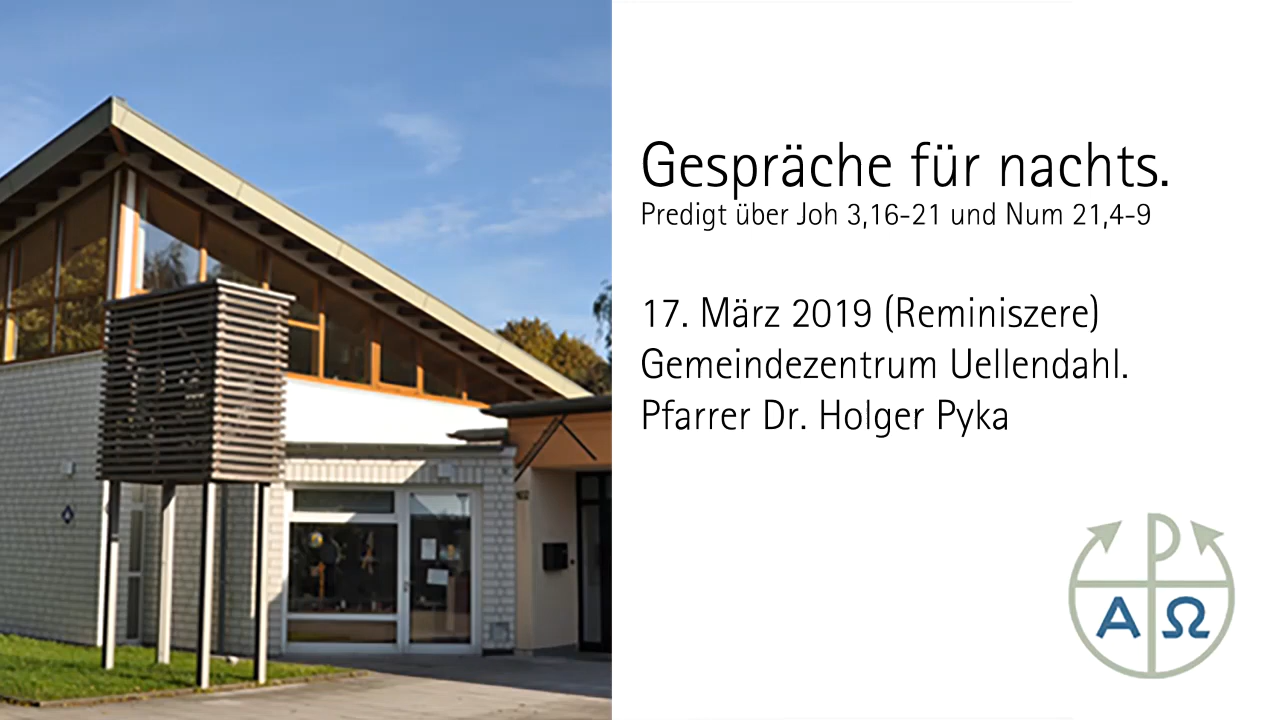 Gespräche für nachts.
Predigt über Joh 3,16-21 und Num 21,4-9
17. März 2019 (Reminiszere)
Gemeindezentrum Uellendahl.
Pfarrer Dr. Holger Pyka
Α Ω